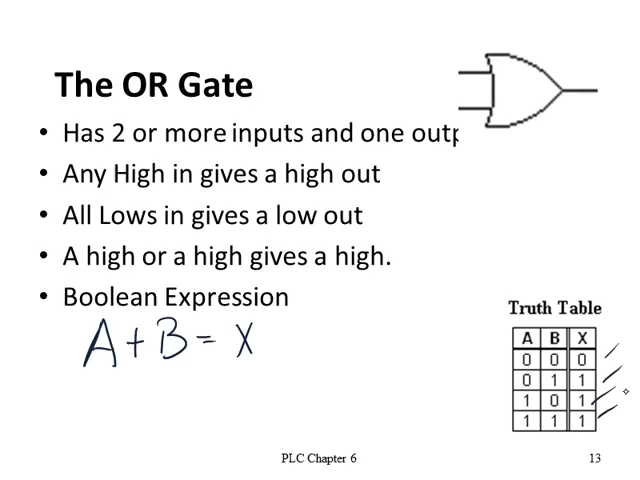 The OR Gate
• Has 2 or more inputs and one outp
• Any High in gives a high out
• All Lows in gives a low out
• A high or a high gives a high.
• Boolean Expression
A + B = X
Truth Table
A B X
0 0 0
0 1 1
1 0 1
1 1 1
PLC Chapter 6
13